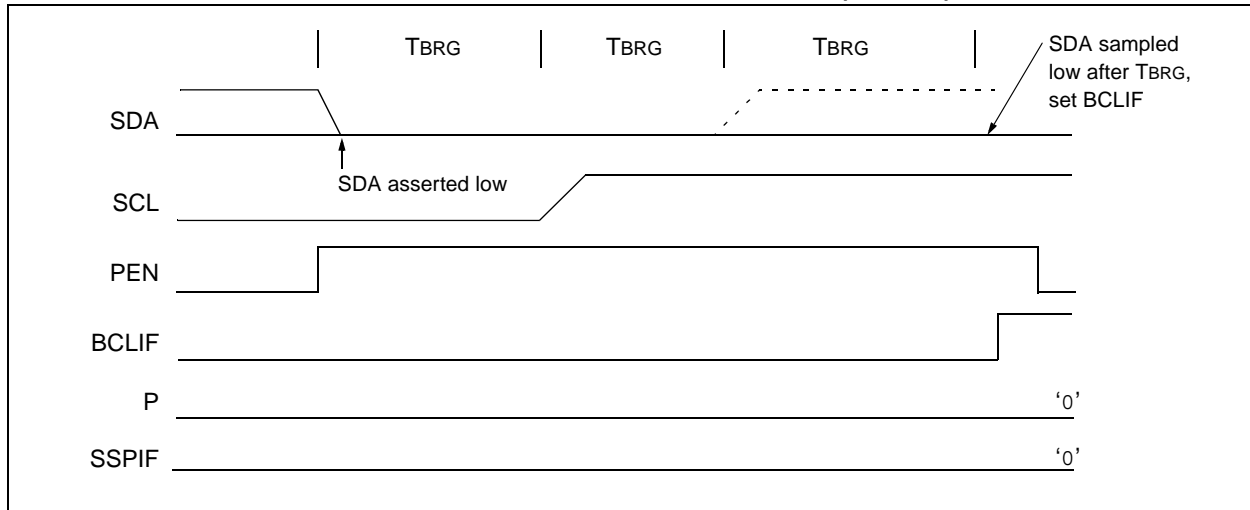 TBRG TBRG TBRG
SDA sampled
low after TBRG,
set BCLIF
SDA
SDA asserted low
SCL
PEN
BCLIF
P
‘0’
SSPIF
‘0’